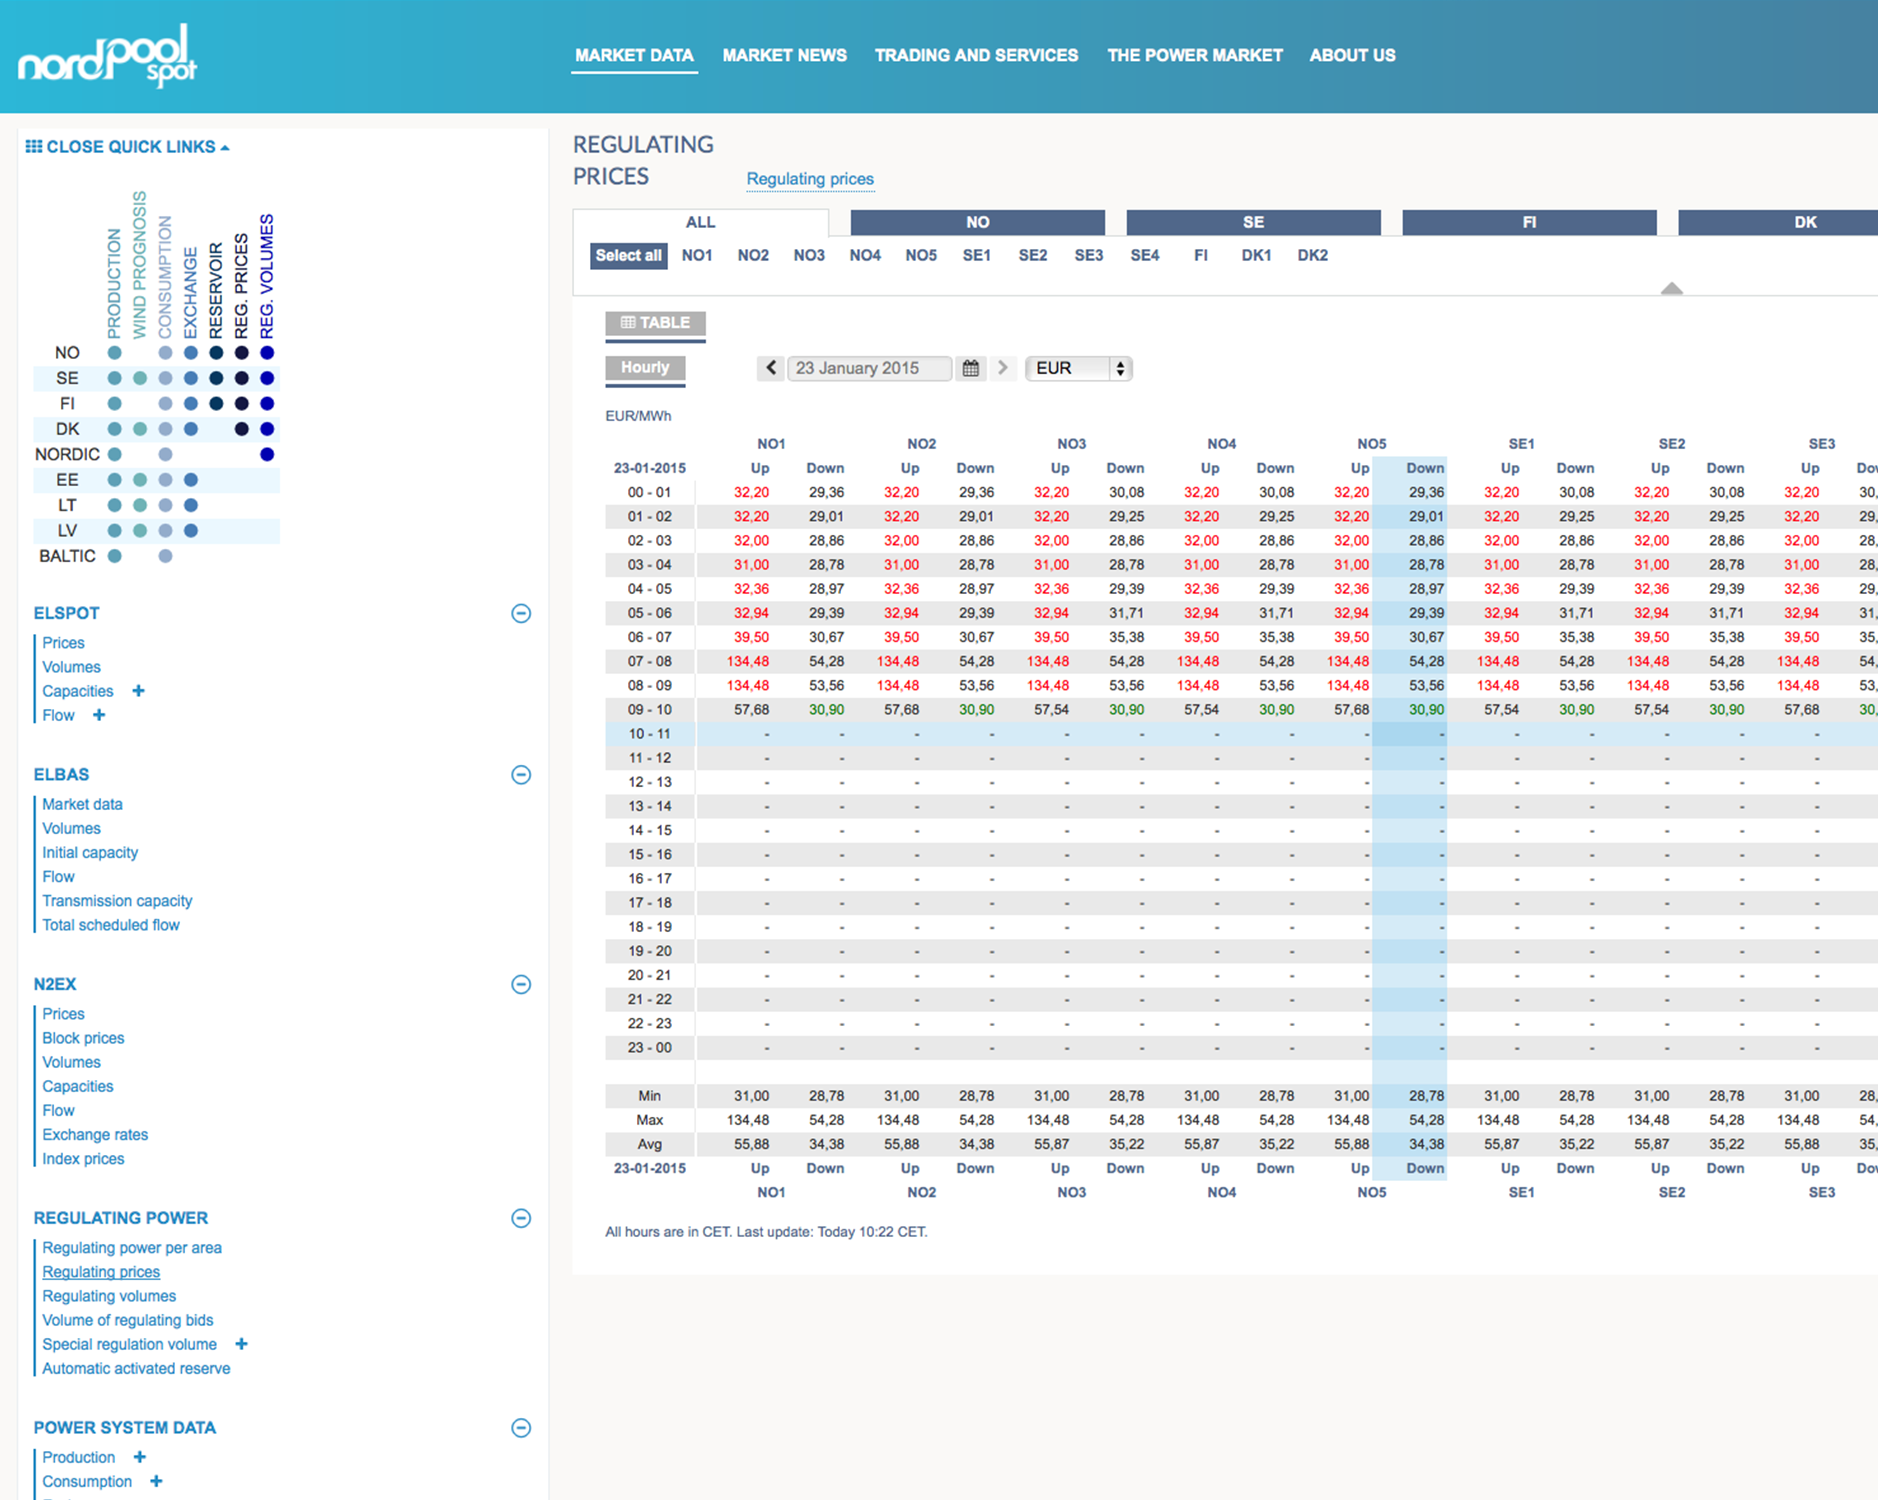 nordpool
spot
MARKET DATA MARKET NEWS TRADING AND SERVICES THE POWER MARKET ABOUT US
CLOSE QUICK LINKS
PRODUCTION WIND PROGNOSIS CONSUMPTION EXCHANGE RESERVOIR REG. PRICES REG. VOLUMES
NO
SE
FI
DK
NORDIC
EE
LT
LV
BALTIC
ELSPOT
Prices
Volumes
Capacities +
Flow +
ELBAS
Market data
Volumes
Initial capacity
Flow
Transmission capacity
Total scheduled flow
N2EX
Prices
Block prices
Volumes
Capacities
Flow
Exchange rates
Index prices
REGULATING POWER
Regulating power per area
Regulating prices
Regulating volumes
Volume of regulating bids
Special regulation volume +
Automatic activated reserve
POWER SYSTEM DATA
Production +
Consumption +
REGULATING
PRICES Regulating prices
ALL NO SE FI DK
Select all NO1 NO2 NO3 NO4 NO5 SE1 SE2 SE3 SE4 FI DK1 DK2
TABLE
Hourly 23 January 2015 EUR
EUR/MWh
NO1 NO2 NO3 NO4 NO5 SE1 SE2 SE3
23-01-2015 Up Down Up Down Up Down Up Down Up Down Up Down Up Down Up Dow
00 - 01 32,20 29,36 32,20 29,36 32,20 30,08 32,20 30,08 32,20 29,36 32,20 30,08 32,20 30,08 32,20 30,
01 - 02 32,20 29,01 32,20 29,01 32,20 29,25 32,20 29,25 32,20 29,01 32,20 29,25 32,20 29,25 32,20 29,
02 - 03 32,00 28,86 32,00 28,86 32,00 28,86 32,00 28,86 32,00 28,86 32,00 28,86 32,00 28,86 32,00 28,
03 - 04 31,00 28,78 31,00 28,78 31,00 28,78 31,00 28,78 31,00 28,78 31,00 28,78 31,00 28,78 31,00 28,
04 - 05 32,36 28,97 32,36 28,97 32,36 29,39 32,36 29,39 32,36 28,97 32,36 29,39 32,36 29,39 32,36 29,
05 - 06 32,94 29,39 32,94 29,39 32,94 31,71 32,94 31,71 32,94 29,39 32,94 31,71 32,94 31,71 32,94 31,
06 - 07 39,50 30,67 39,50 30,67 39,50 35,38 39,50 35,38 39,50 30,67 39,50 35,38 39,50 35,38 39,50 35,
07 - 08 134,48 54,28 134,48 54,28 134,48 54,28 134,48 54,28 134,48 54,28 134,48 54,28 134,48 54,28 134,48 54,
08 - 09 134,48 53,56 134,48 53,56 134,48 53,56 134,48 53,56 134,48 53,56 134,48 53,56 134,48 53,56 134,48 53,
09 - 10 57,68 30,90 57,68 30,90 57,54 30,90 57,54 30,90 57,68 30,90 57,54 30,90 57,54 30,90 57,68 30,
10 - 11 - - - - - - - - - - - - - - -
11 - 12 - - - - - - - - - - - - - - -
12 - 13 - - - - - - - - - - - - - - -
13 - 14 - - - - - - - - - - - - - - -
14 - 15 - - - - - - - - - - - - - - -
15 - 16 - - - - - - - - - - - - - - -
16 - 17 - - - - - - - - - - - - - - -
17 - 18 - - - - - - - - - - - - - - -
18 - 19 - - - - - - - - - - - - - - -
19 - 20 - - - - - - - - - - - - - - -
20 - 21 - - - - - - - - - - - - - - -
21 - 22 - - - - - - - - - - - - - - -
22 - 23 - - - - - - - - - - - - - - -
23 - 00 - - - - - - - - - - - - - - -
Min 31,00 28,78 31,00 28,78 31,00 28,78 31,00 28,78 31,00 28,78 31,00 28,78 31,00 28,78 31,00 28,
Max 134,48 54,28 134,48 54,28 134,48 54,28 134,48 54,28 134,48 54,28 134,48 54,28 134,48 54,28 134,48 54,
Avg 55,88 34,38 55,88 34,38 55,87 35,22 55,87 35,22 55,88 34,38 55,87 35,22 55,87 35,22 55,88 35,
23-01-2015 Up Down Up Down Up Down Up Down Up Down Up Down Up Down Up Dow
NO1 NO2 NO3 NO4 NO5 SE1 SE2 SE3
All hours are in CET. Last update: Today 10:22 CET.